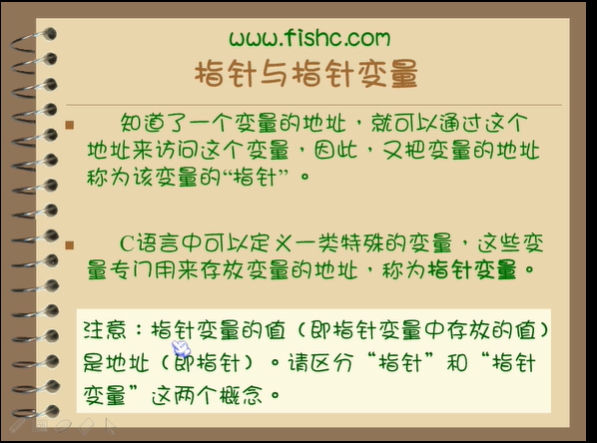 www.fishc.com
指针与指针变量
知道了一个变量的地址，就可以通过这个
地址来访问这个变量，因此，又把变量的地址
称为该变量的“指针”。
C语言中可以定义一类特殊的变量，这些变
量专门用来存放变量的地址，称为指针变量。
注意：指针变量的值（即指针变量中存放的值）
是地址（即指针）。请区分“指针”和“指针
变量”这两个概念。